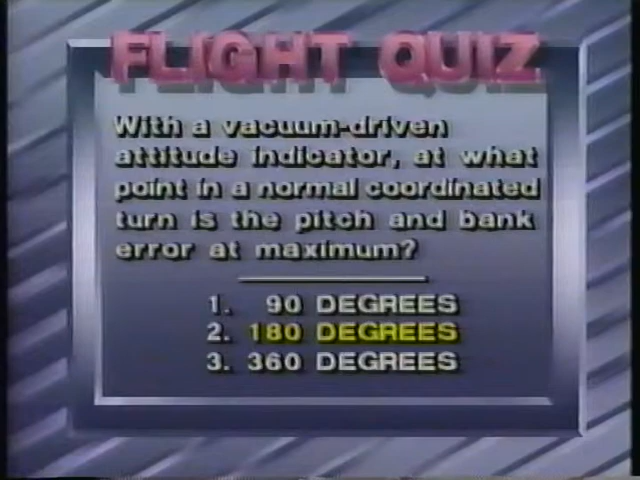 FLIGHT QUIZ
With a vacuum-driven
attitude indicator, at what
point in a normal coordinated
turn is the pitch and bank
error at maximum?
1. 90 DEGREES
2. 180 DEGREES
3. 360 DEGREES